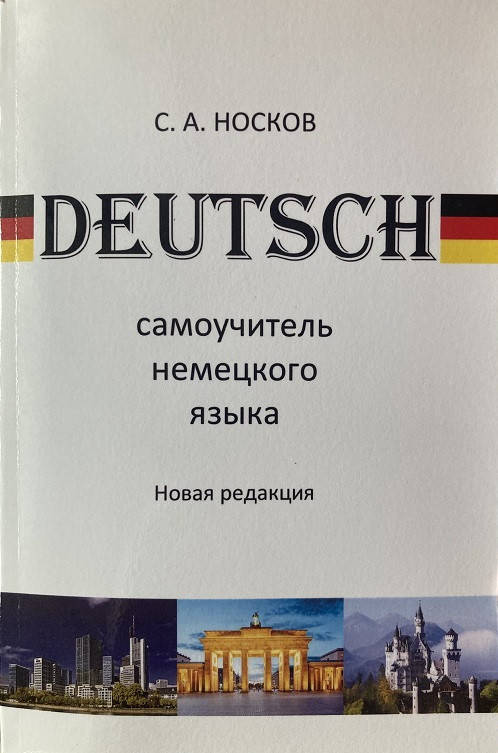 С. А. НОСКОВ
DEUTSCH
самоучитель
немецкого
языка
Новая редакция